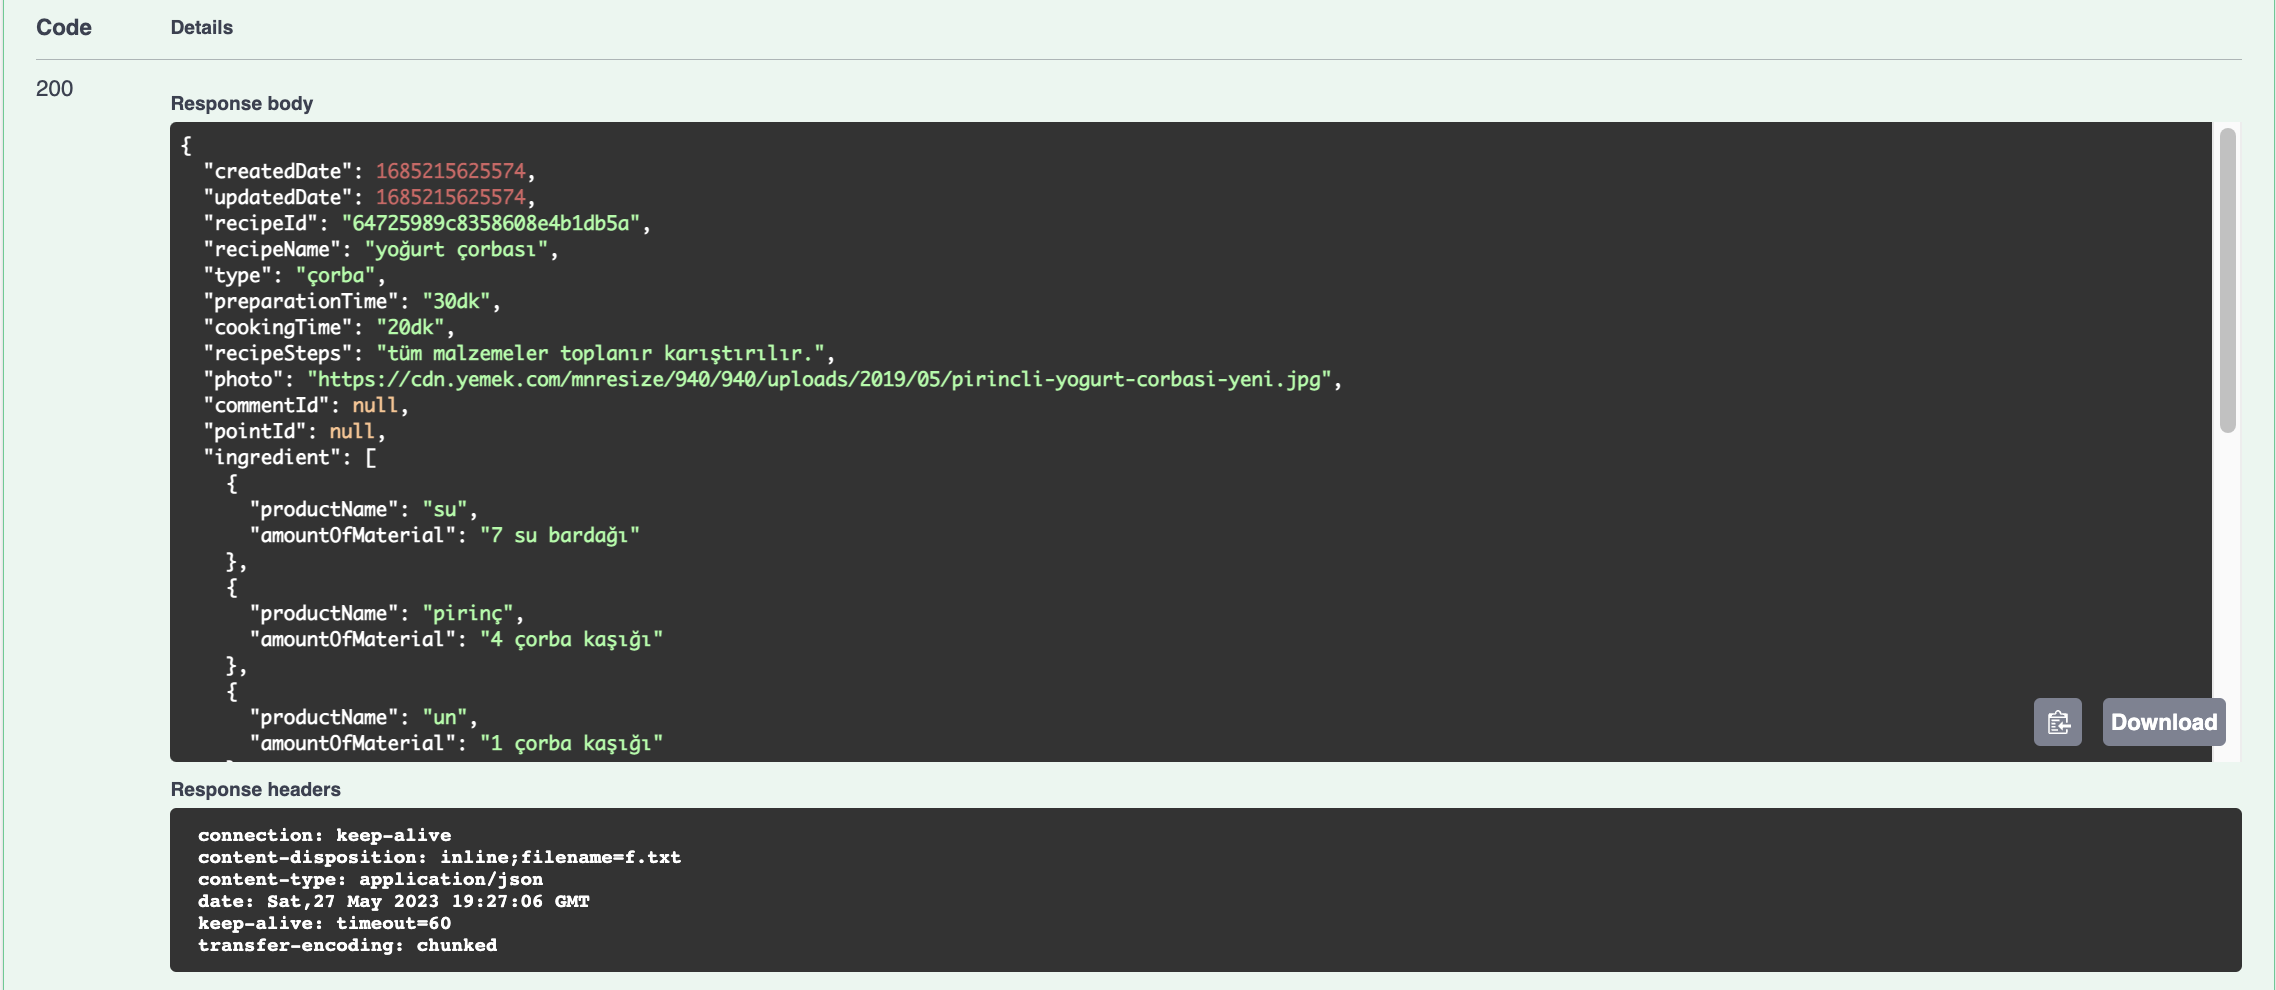 Code Details
200
Response body
{
  "createdDate": 1685215625574,
  "updatedDate": 1685215625574,
  "recipeId": "64725989c8358608e4b1db5a",
  "recipeName": "yoğurt çorbası",
  "type": "çorba",
  "preparationTime": "30dk",
  "cookingTime": "20dk",
  "recipeSteps": "tüm malzemeler toplanır karıştırılır.",
  "photo": "https://cdn.yemek.com/mnresize/940/940/uploads/2019/05/pirincli-yogurt-corbasi-yeni.jpg",
  "commentId": null,
  "pointId": null,
  "ingredient": [
    {
      "productName": "su",
      "amountOfMaterial": "7 su bardağı"
    },
    {
      "productName": "pirinç",
      "amountOfMaterial": "4 çorba kaşığı"
    },
    {
      "productName": "un",
      "amountOfMaterial": "1 çorba kaşığı"
Download
Response headers
connection: keep-alive
content-disposition: inline;filename=f.txt
content-type: application/json
date: Sat,27 May 2023 19:27:06 GMT
keep-alive: timeout=60
transfer-encoding: chunked